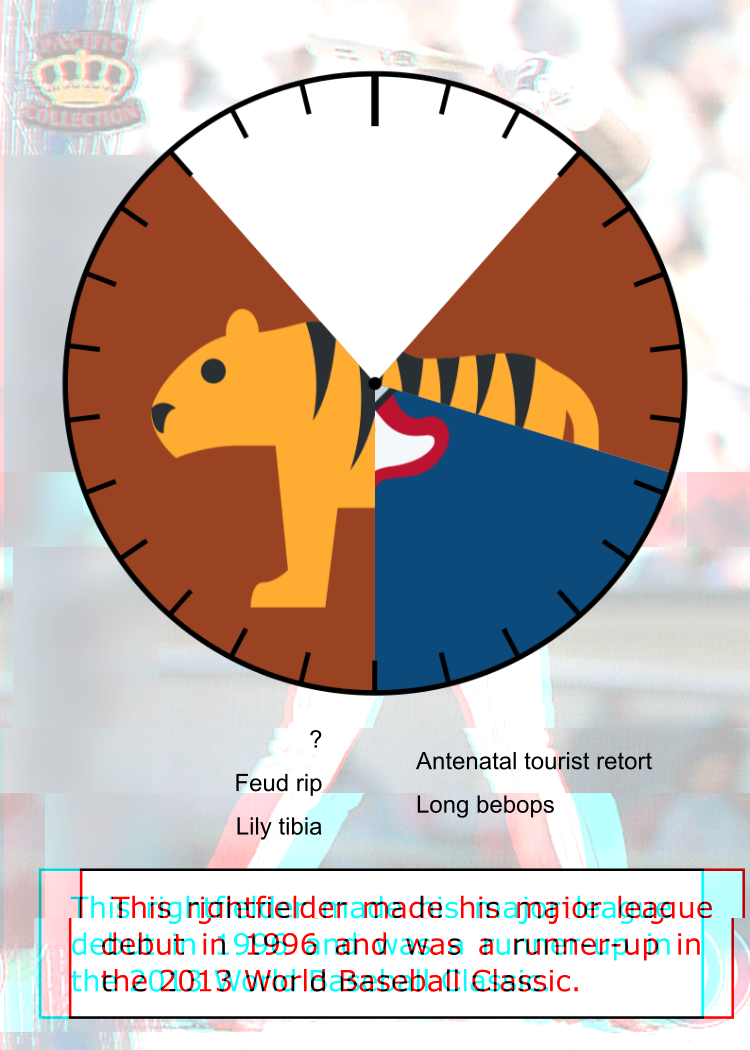 PACIFIC
COLLECTION
?
Feud rip
Lily tibia
Antenatal tourist retort
Long bebops
This rightfielder made his major league
debut in 1996 and was a runner-up in
the 2013 World Baseball Classic.